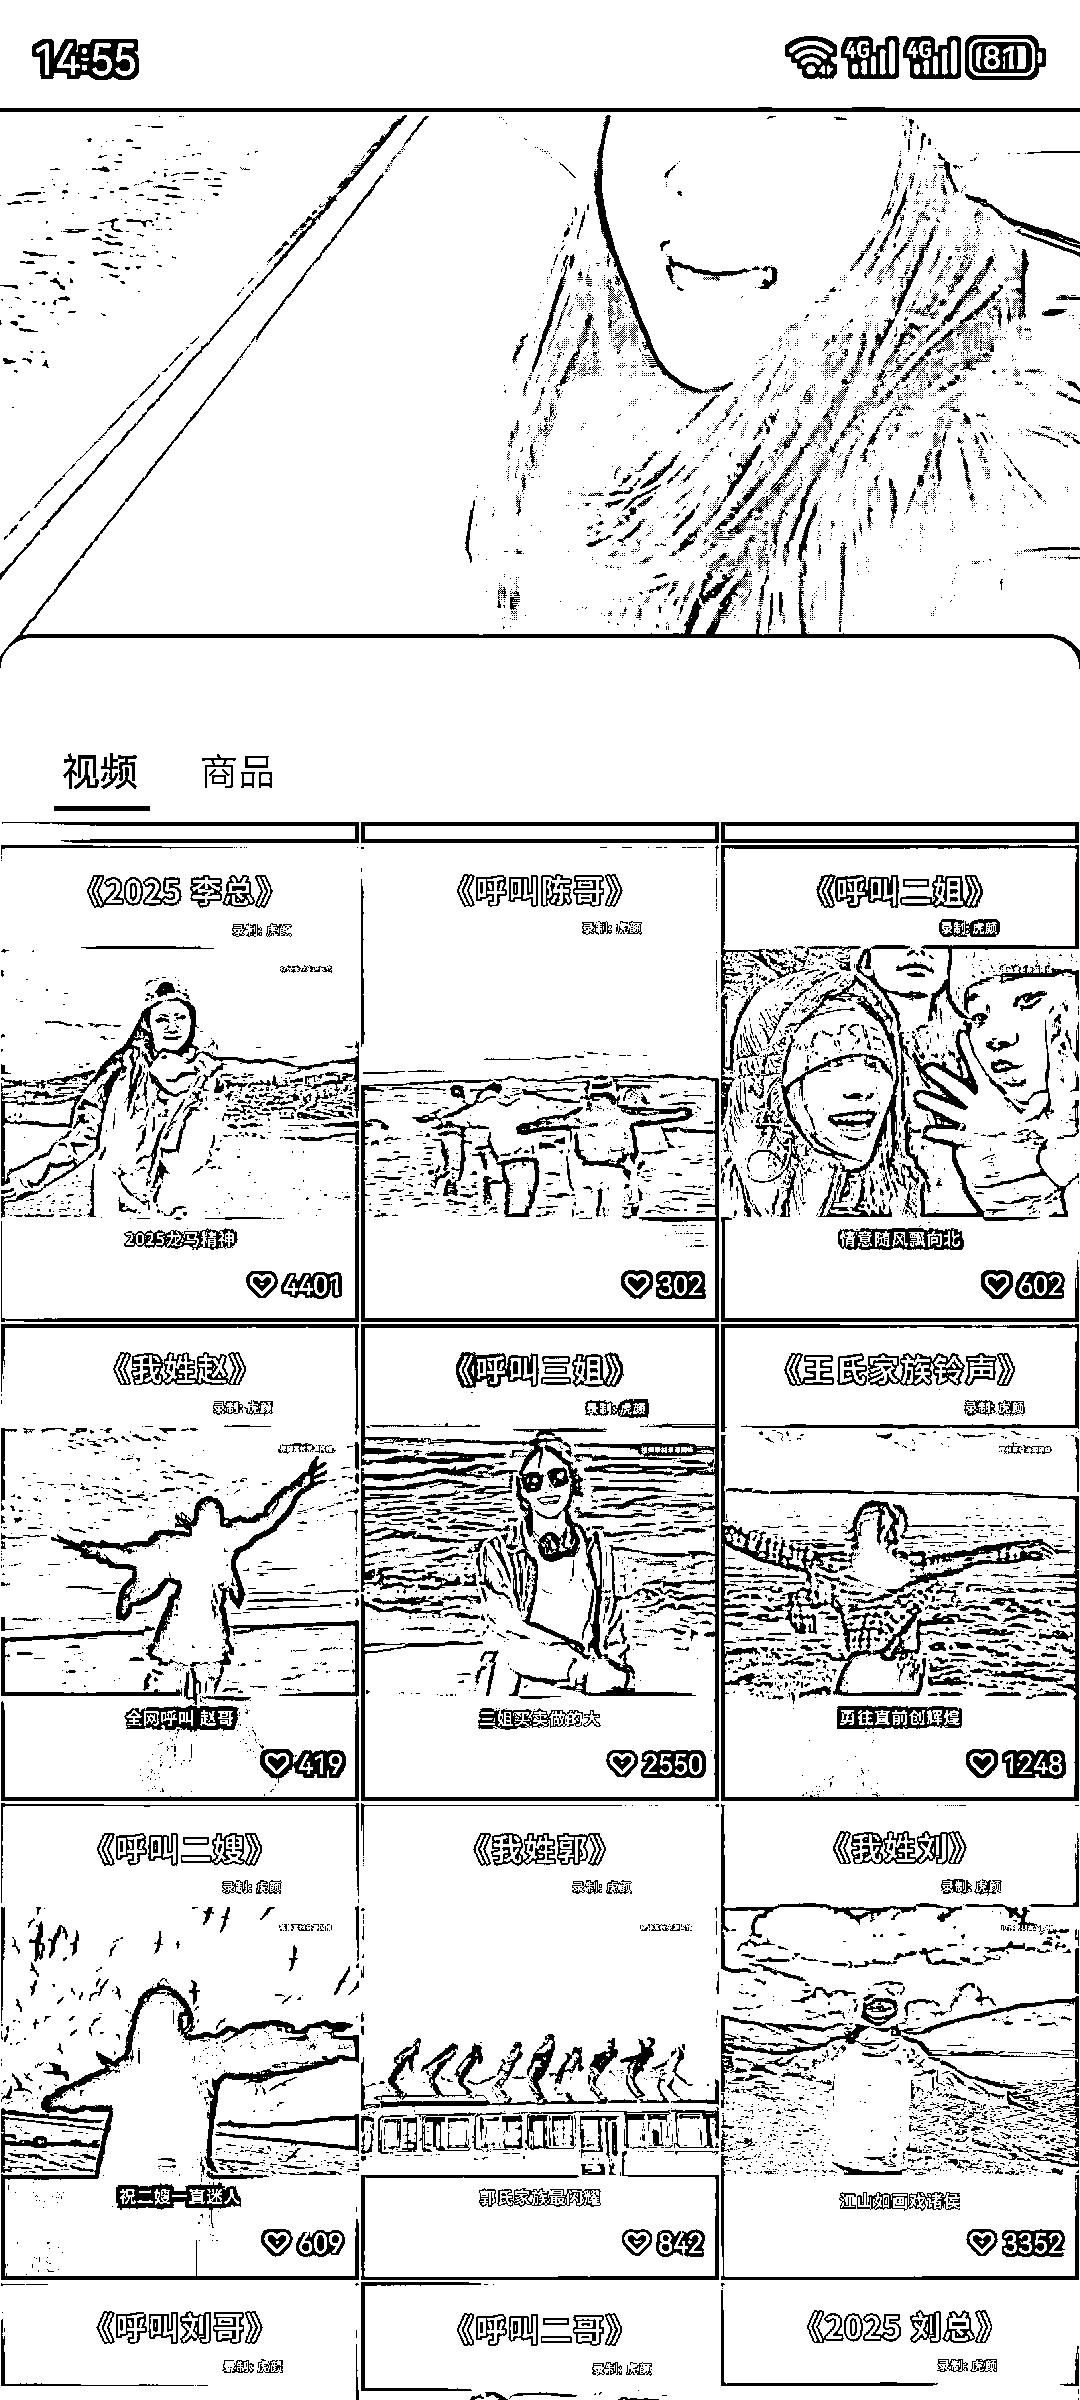 14:55
4G 4G 81
视频 商品
《2025 李总》
录制: 虎颜
2025龙马精神
4401
《呼叫陈哥》
录制: 虎颜
302
《呼叫二姐》
录制: 虎颜
情意随风飘向北
602
《我姓赵》
录制: 虎颜
全网呼叫 赵哥
419
《呼叫三姐》
录制: 虎颜
三姐买卖做的大
2550
《王氏家族铃声》
录制: 虎颜
勇往直前创辉煌
1248
《呼叫二嫂》
录制: 虎颜
祝二嫂一直迷人
609
《我姓郭》
录制: 虎颜
郭氏家族最闪耀
842
《我姓刘》
录制: 虎颜
江山如画戏诸侯
3352
《呼叫刘哥》
录制: 虎颜
《呼叫二哥》
录制: 虎颜
《2025 刘总》
录制: 虎颜